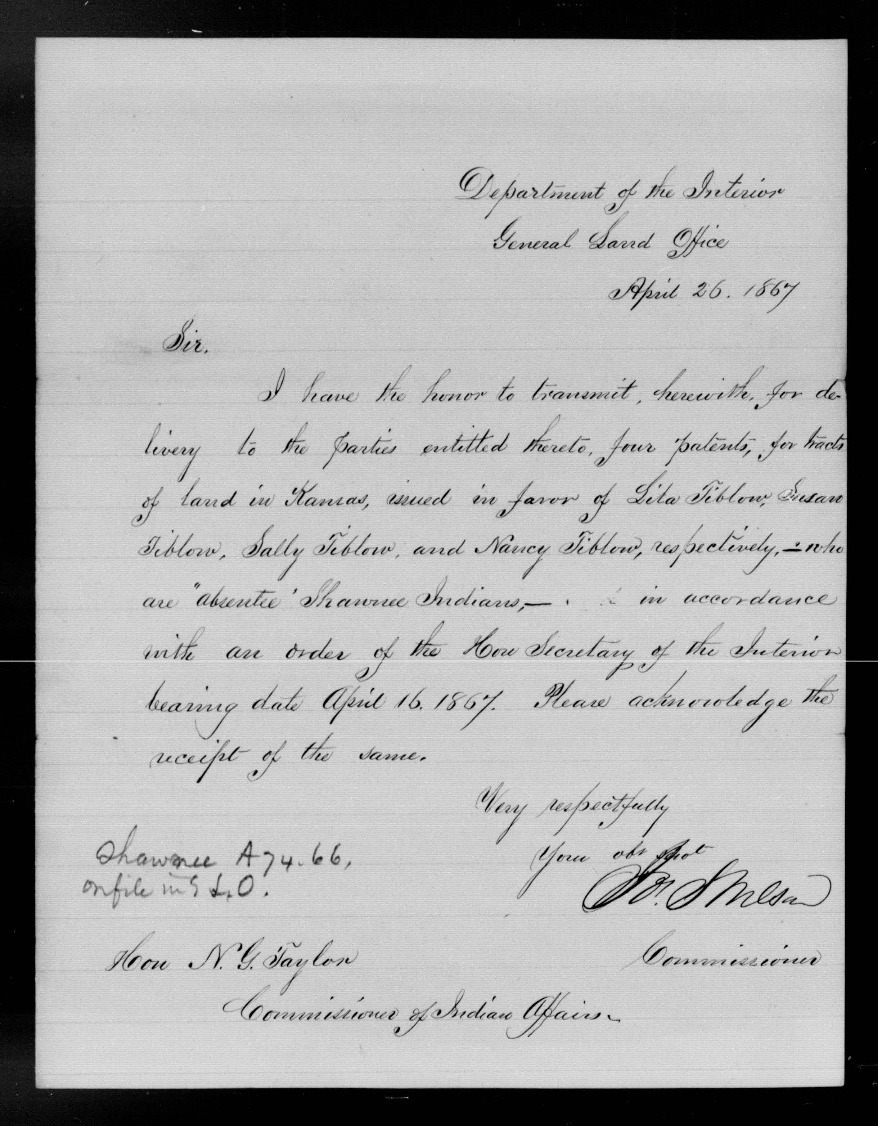 Department of the Interior
General Land Office
April 26. 1867
Sir.
I have the honor to transmit, herewith, for de-
livery to the parties entitled thereto, four patents, for tracts
of land in Kansas, issued in favor of Lila Tiblow, Susan
Tiblow, Sally Tiblow, and Nancy Tiblow, respectively, — who
are "absentee" Shawnee Indians, — in accordance
with an order of the Hon Secretary of the Interior
bearing date April 16. 1867. Please acknowledge the
receipt of the same.
Very respectfully
Your obt Svt
Jos. S. Wilson
Commissioner
Shawnee A 74.66,
on file in G L.O.
Hon N. G. Taylor
Commissioner of Indian Affairs.